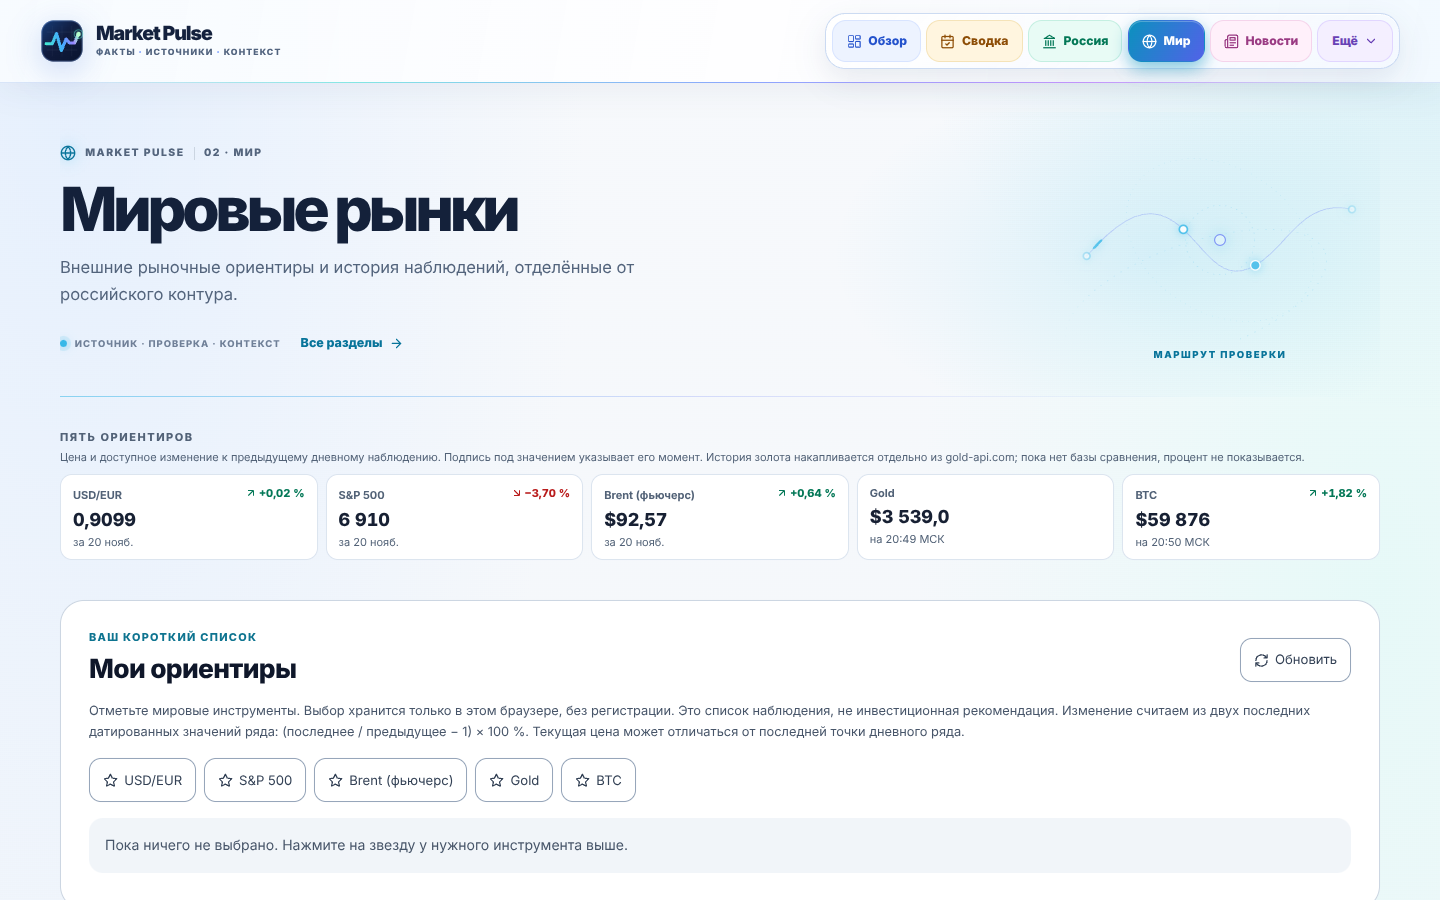 Market Pulse
ФАКТЫ · ИСТОЧНИКИ · КОНТЕКСТ
Обзор
Сводка
Россия
Мир
Новости
Ещё
MARKET PULSE | 02 · МИР
Мировые рынки
Внешние рыночные ориентиры и история наблюдений, отделённые от
российского контура.
ИСТОЧНИК · ПРОВЕРКА · КОНТЕКСТ
Все разделы →
МАРШРУТ ПРОВЕРКИ
ПЯТЬ ОРИЕНТИРОВ
Цена и доступное изменение к предыдущему дневному наблюдению. Подпись под значением указывает его момент. История золота накапливается отдельно из gold-api.com; пока нет базы сравнения, процент не показывается.
USD/EUR
↗ +0,02 %
0,9099
за 20 нояб.
S&P 500
↘ −3,70 %
6 910
за 20 нояб.
Brent (фьючерс)
↗ +0,64 %
$92,57
за 20 нояб.
Gold
$3 539,0
на 20:49 МСК
BTC
↗ +1,82 %
$59 876
на 20:50 МСК
ВАШ КОРОТКИЙ СПИСОК
Мои ориентиры
Обновить
Отметьте мировые инструменты. Выбор хранится только в этом браузере, без регистрации. Это список наблюдения, не инвестиционная рекомендация. Изменение считаем из двух последних
датированных значений ряда: (последнее / предыдущее − 1) × 100 %. Текущая цена может отличаться от последней точки дневного ряда.
USD/EUR
S&P 500
Brent (фьючерс)
Gold
BTC
Пока ничего не выбрано. Нажмите на звезду у нужного инструмента выше.